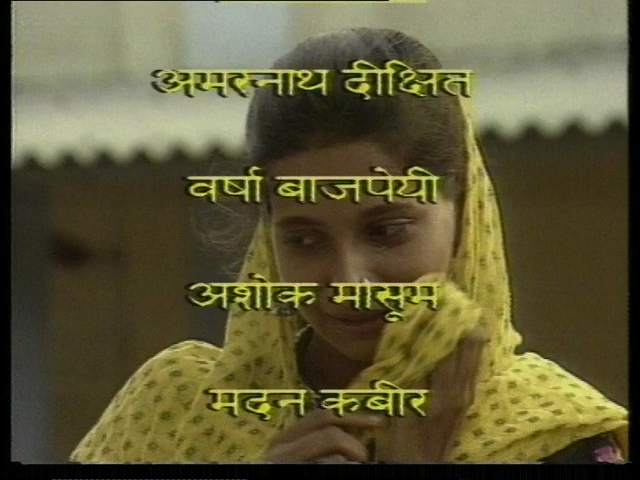 अमरनाथ दीक्षित
वर्षा बाजपेयी
अशोक मासूम
मदन कबीर